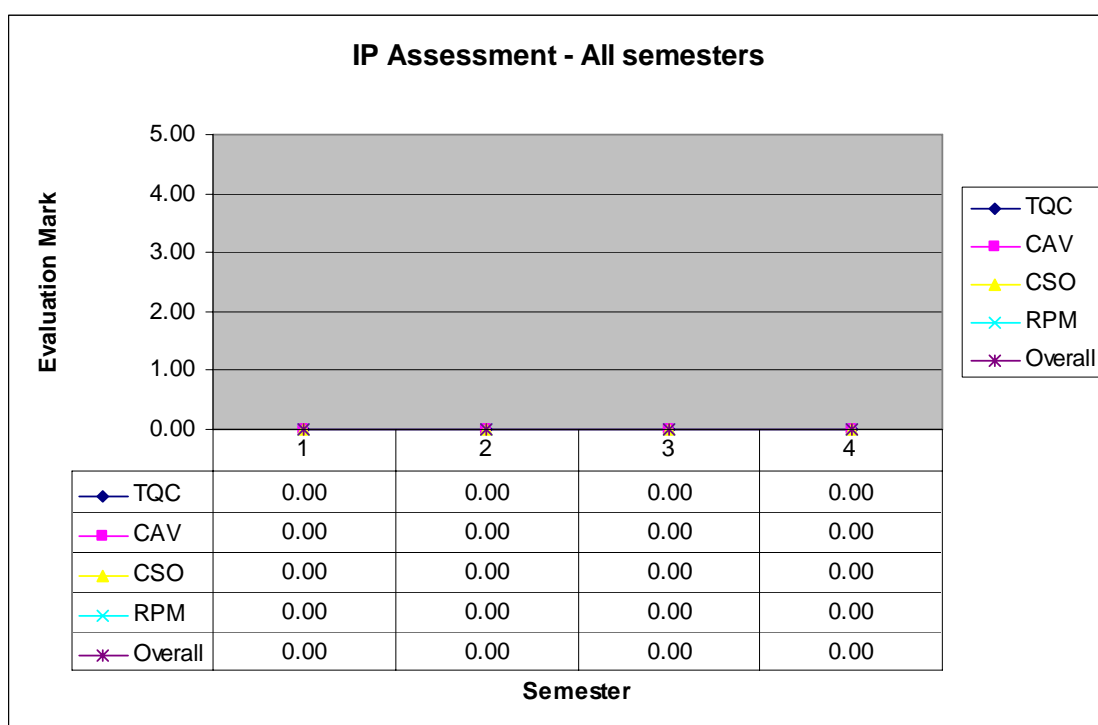 IP Assessment - All semesters
Evaluation Mark
5.00
4.00
3.00
2.00
1.00
0.00
1 2 3 4
TQC 0.00 0.00 0.00 0.00
CAV 0.00 0.00 0.00 0.00
CSO 0.00 0.00 0.00 0.00
RPM 0.00 0.00 0.00 0.00
Overall 0.00 0.00 0.00 0.00
Semester
TQC
CAV
CSO
RPM
Overall